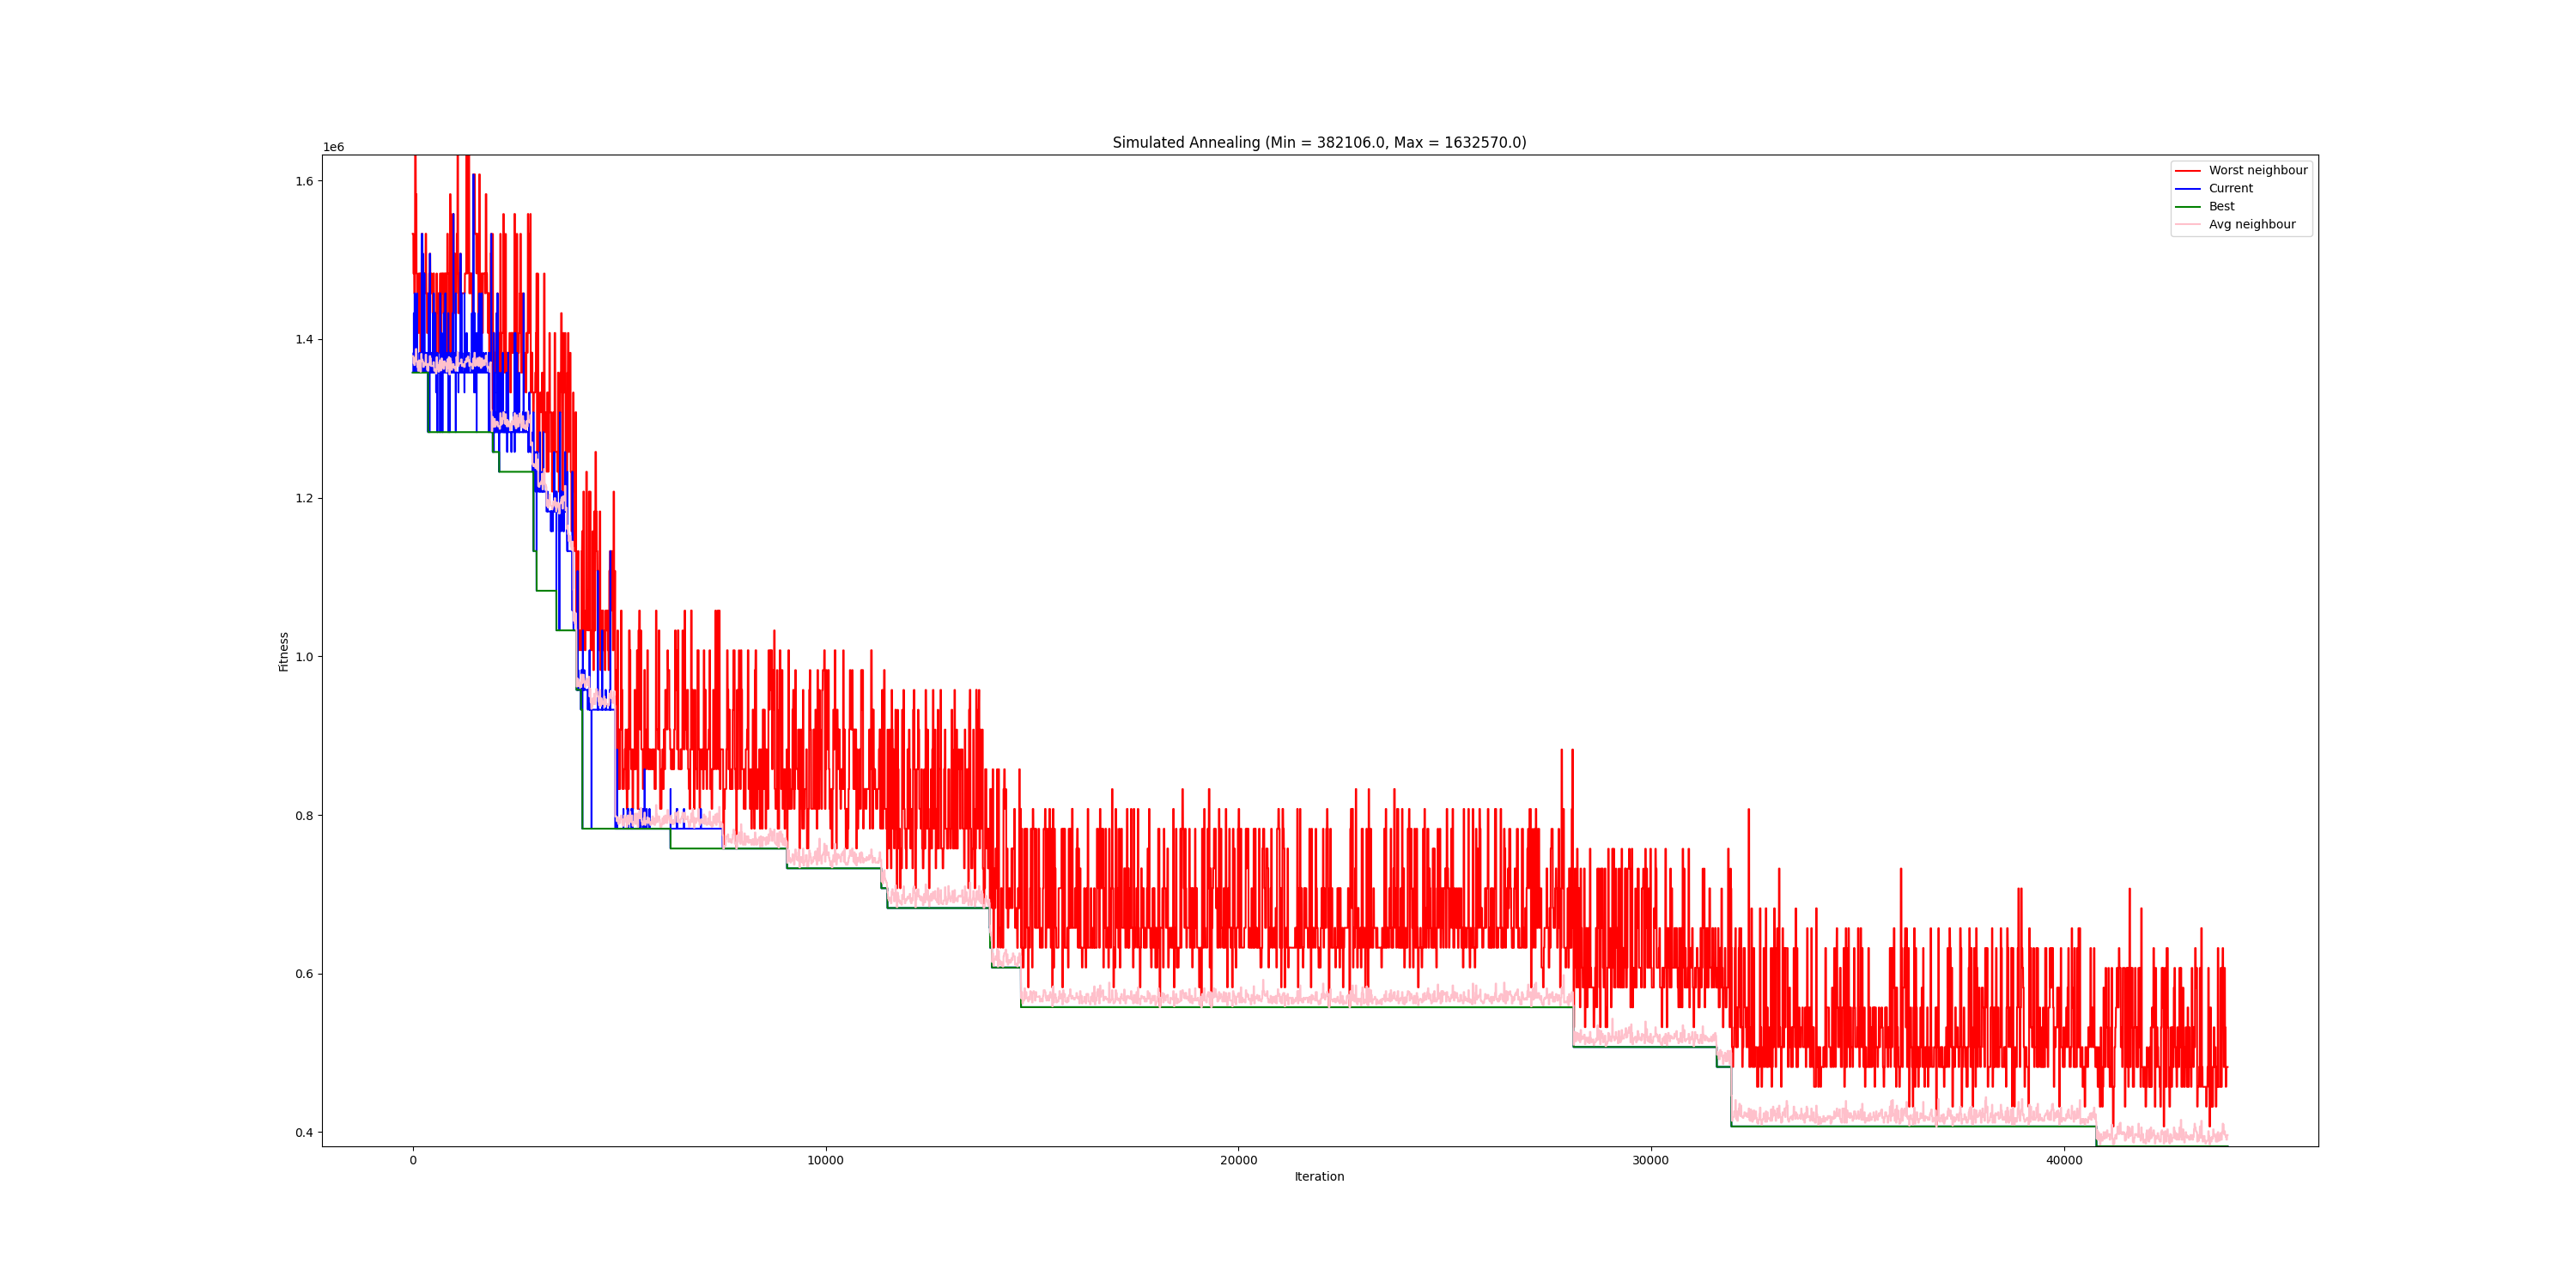 Simulated Annealing (Min = 382106.0, Max = 1632570.0)
1e6
1.6
1.4
1.2
1.0
0.8
0.6
0.4
Fitness
Worst neighbour
Current
Best
Avg neighbour
0 10000 20000 30000 40000
Iteration